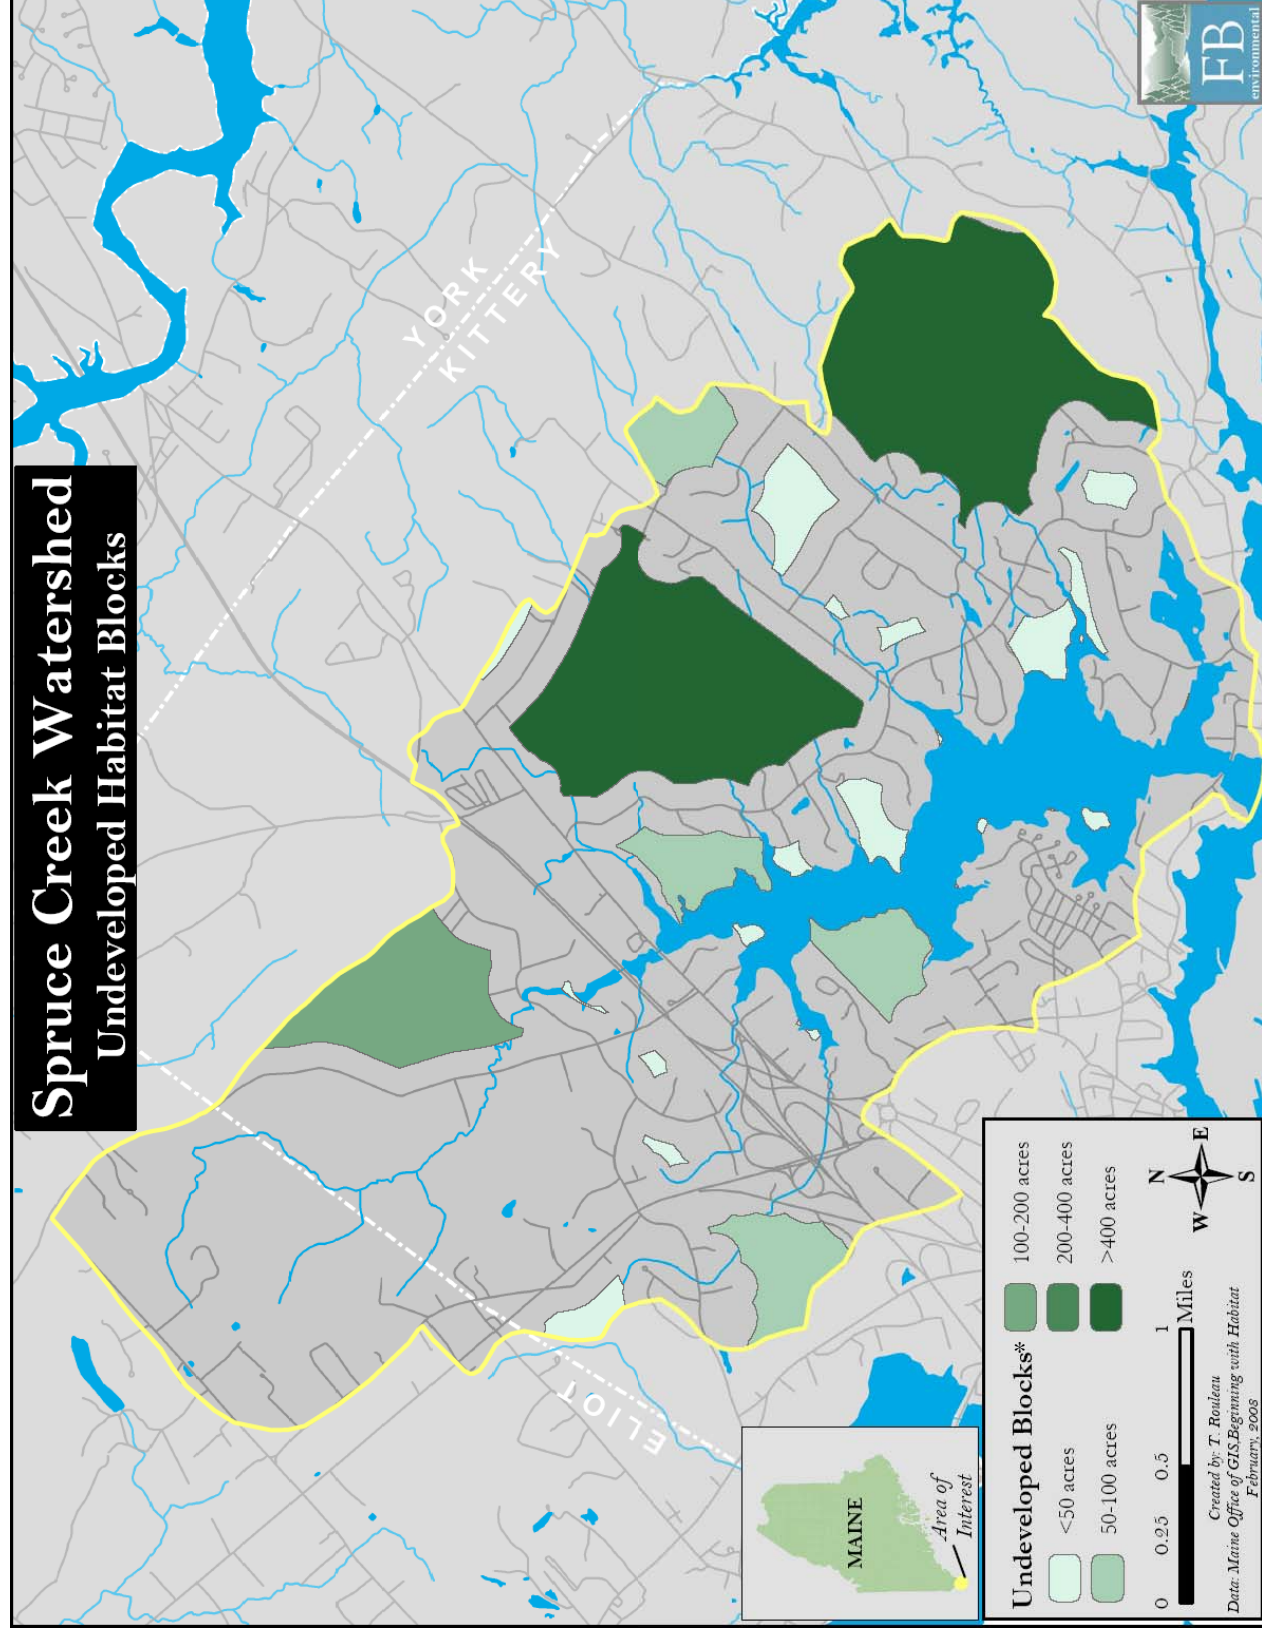 Spruce Creek Watershed
Undeveloped Habitat Blocks
YORK
KITTERY
ELIOT
MAINE
Area of
Interest
Undeveloped Blocks*
<50 acres
50-100 acres
100-200 acres
200-400 acres
>400 acres
0 0.25 0.5 1
Miles
N
W E
S
Created by: T. Rouleau
Data: Maine Office of GIS,Beginning with Habitat
February, 2008
FB
environmental